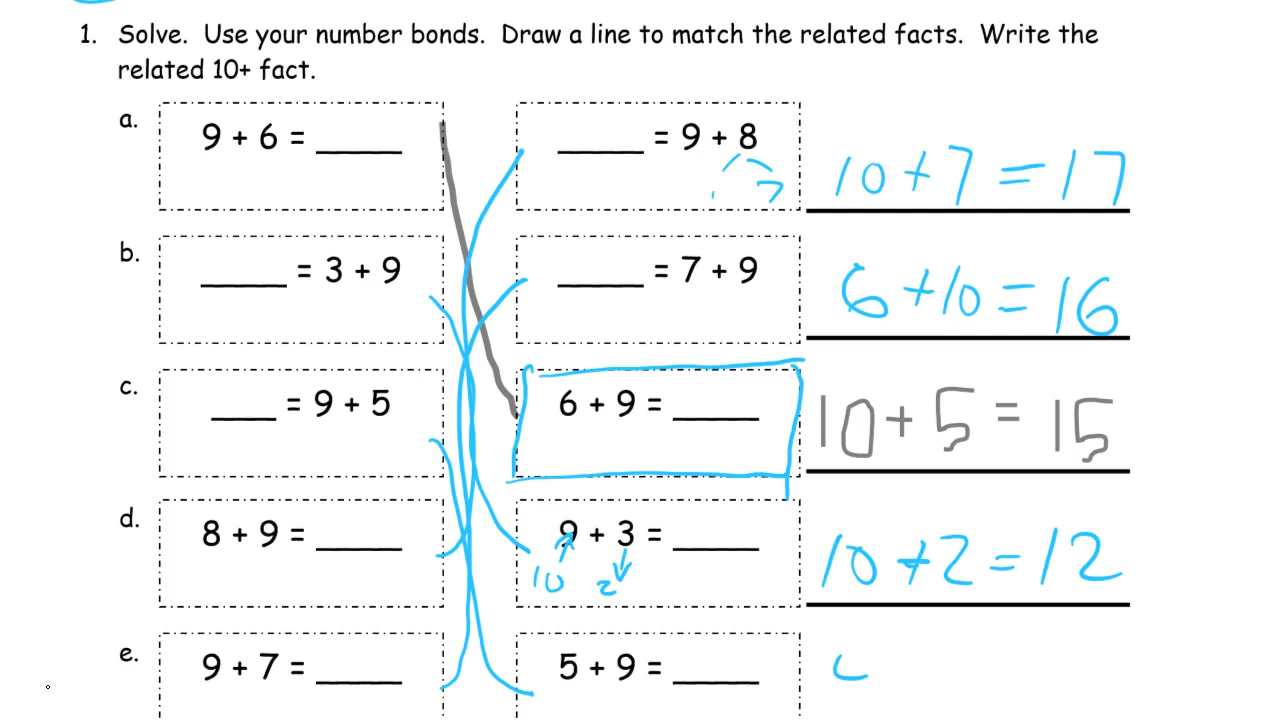 1. Solve. Use your number bonds. Draw a line to match the related facts. Write the
related 10+ fact.
a. 9 + 6 = _____ _____ = 9 + 8 10 + 7 = 17
7
b. _____ = 3 + 9 _____ = 7 + 9 6 + 10 = 16
c. ____ = 9 + 5 6 + 9 = _____ 10 + 5 = 15
d. 8 + 9 = _____ 9 + 3 = _____ 10 + 2 = 12
10 2
e. 9 + 7 = _____ 5 + 9 = _____